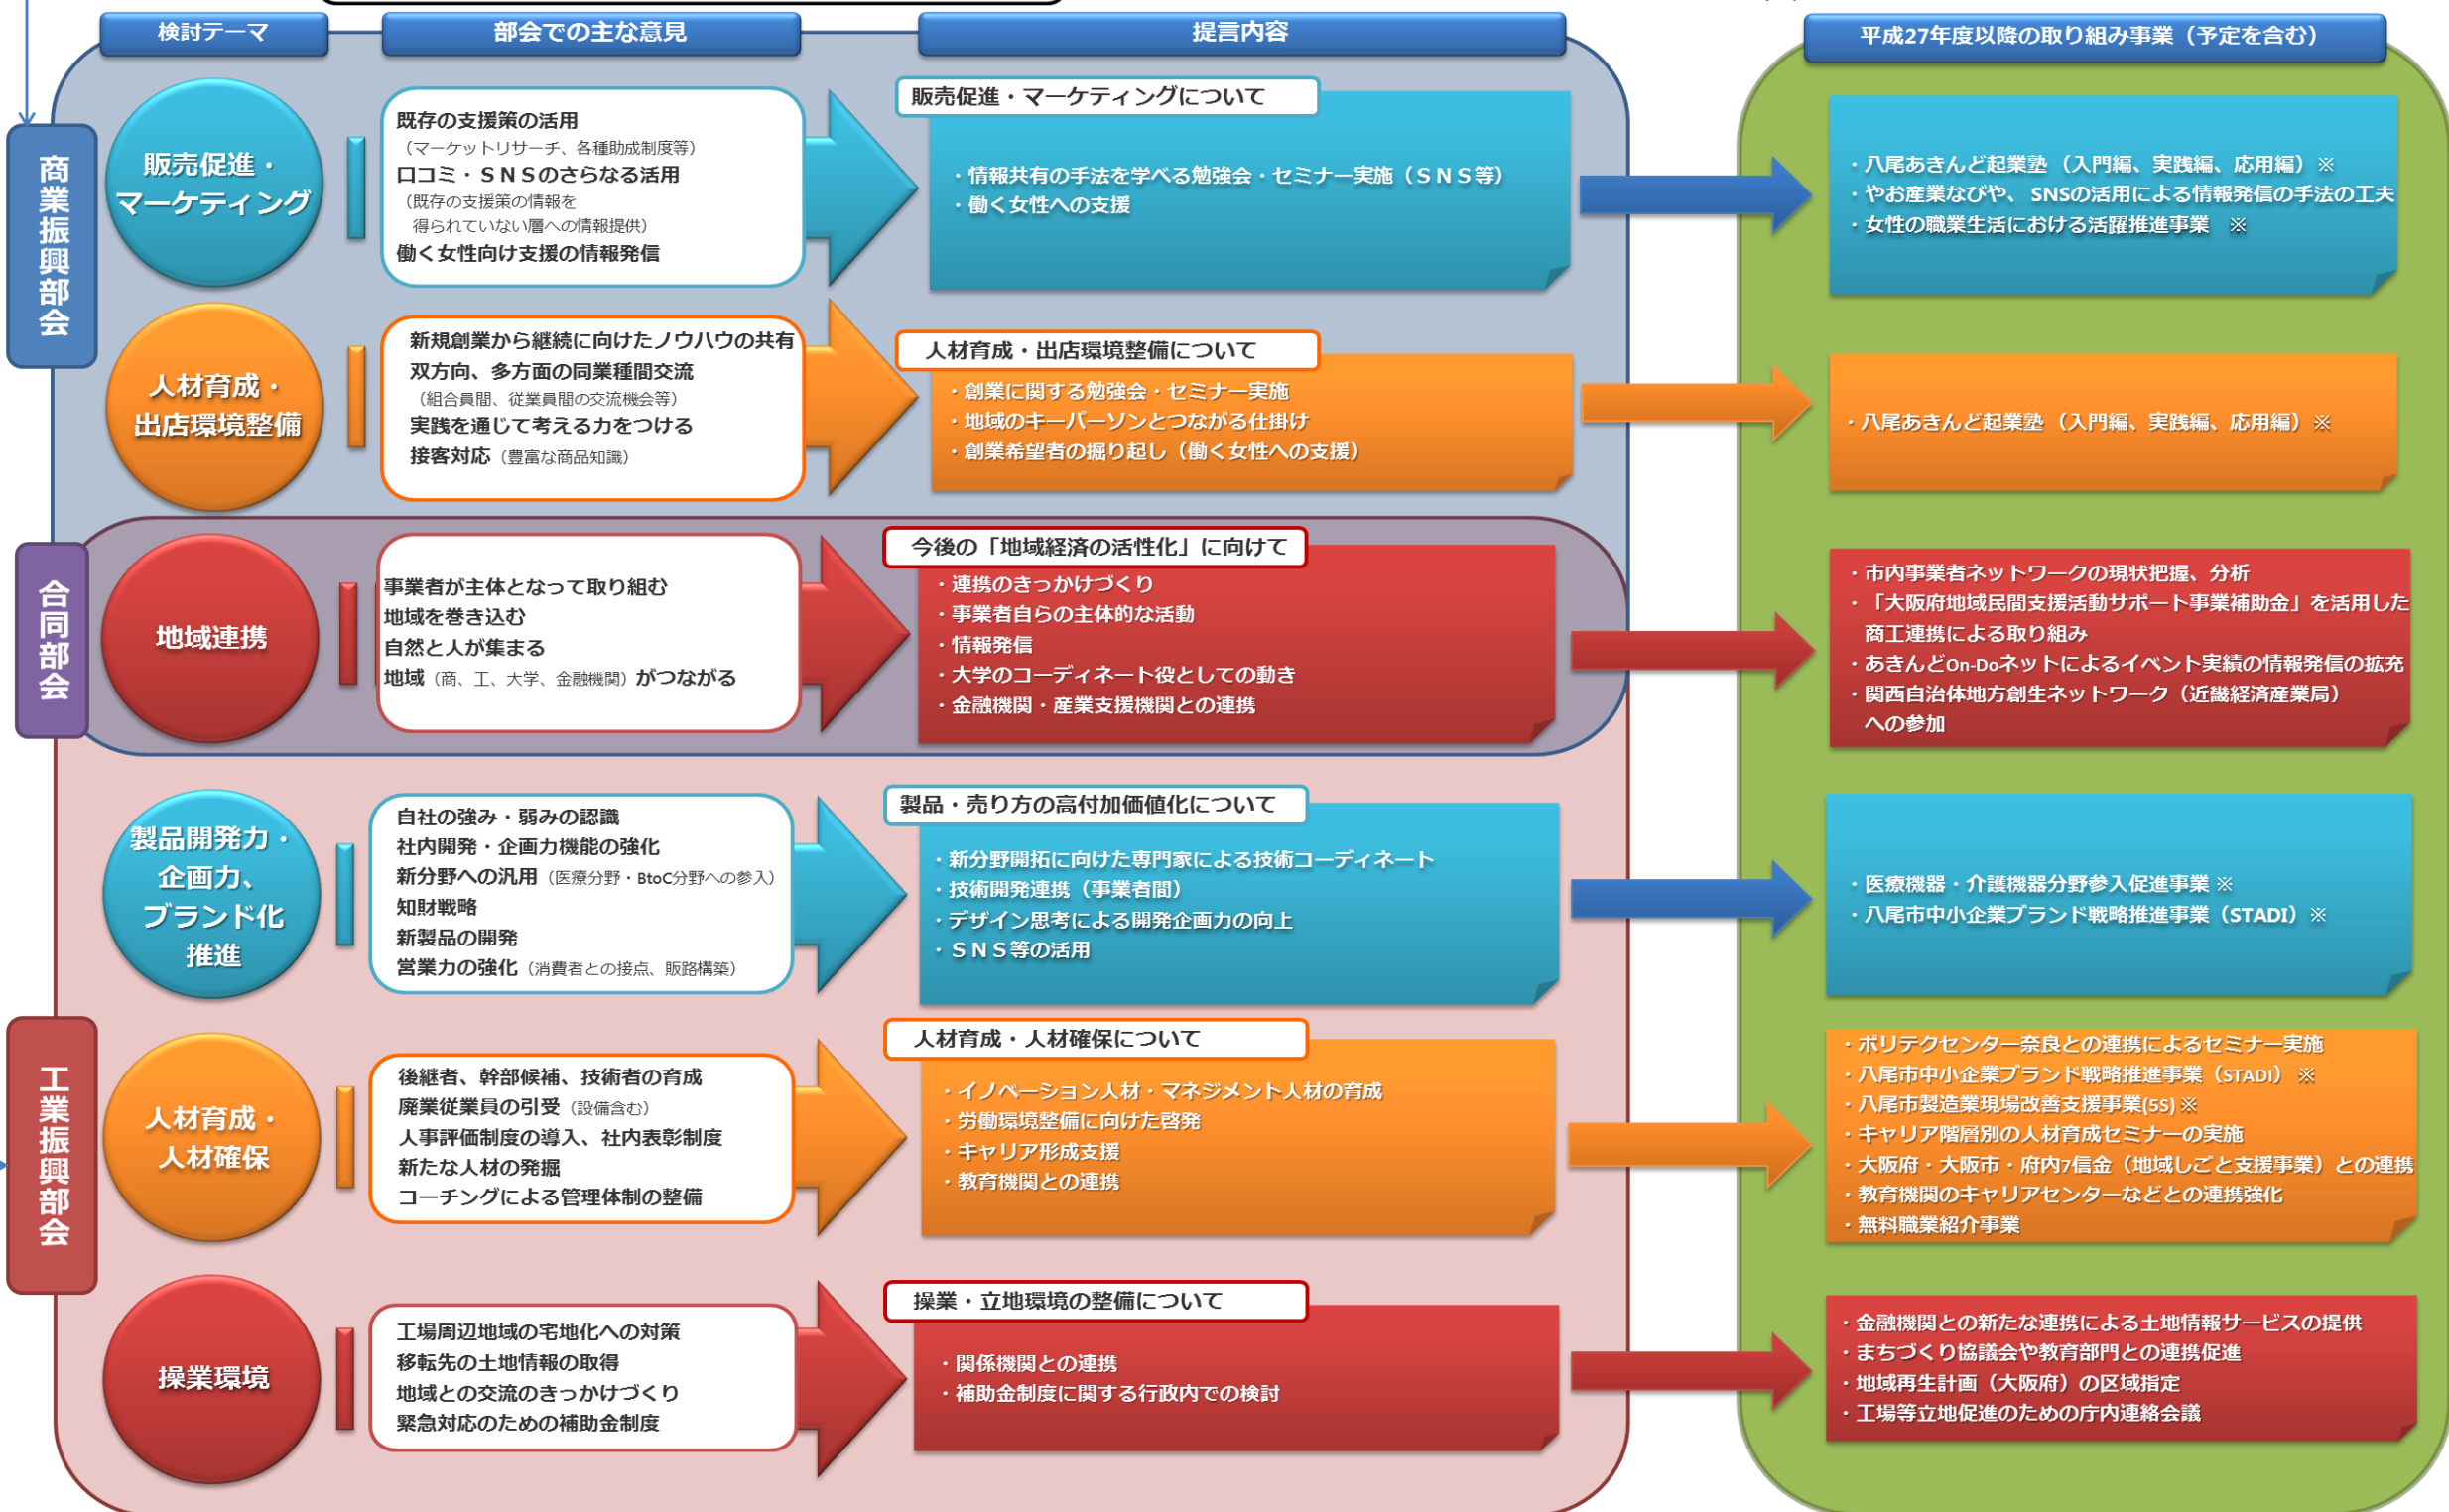 検討テーマ
部会での主な意見
提言内容
平成27年度以降の取り組み事業（予定を含む）
商業振興部会
販売促進・
マーケティング
既存の支援策の活用
（マーケットリサーチ、各種助成制度等）
口コミ・ＳＮＳのさらなる活用
（既存の支援策の情報を
得られていない層への情報提供）
働く女性向け支援の情報発信
販売促進・マーケティングについて
・情報共有の手法を学べる勉強会・セミナー実施（ＳＮＳ等）
・働く女性への支援
・八尾あきんど起業塾（入門編、実践編、応用編）※
・やお産業なびや、SNSの活用による情報発信の手法の工夫
・女性の職業生活における活躍推進事業　※
人材育成・
出店環境整備
新規創業から継続に向けたノウハウの共有
双方向、多方面の同業種間交流
（組合員間、従業員間の交流機会等）
実践を通じて考える力をつける
接客対応（豊富な商品知識）
人材育成・出店環境整備について
・創業に関する勉強会・セミナー実施
・地域のキーパーソンとつながる仕掛け
・創業希望者の掘り起し（働く女性への支援）
・八尾あきんど起業塾（入門編、実践編、応用編）※
合同部会
地域連携
事業者が主体となって取り組む
地域を巻き込む
自然と人が集まる
地域（商、工、大学、金融機関）がつながる
今後の「地域経済の活性化」に向けて
・連携のきっかけづくり
・事業者自らの主体的な活動
・情報発信
・大学のコーディネート役としての動き
・金融機関・産業支援機関との連携
・市内事業者ネットワークの現状把握、分析
・「大阪府地域民間支援活動サポート事業補助金」を活用した
商工連携による取り組み
・あきんどOn-Doネットによるイベント実績の情報発信の拡充
・関西自治体地方創生ネットワーク（近畿経済産業局）
への参加
工業振興部会
製品開発力・
企画力、
ブランド化
推進
自社の強み・弱みの認識
社内開発・企画力機能の強化
新分野への汎用（医療分野・BtoC分野への参入）
知財戦略
新製品の開発
営業力の強化（消費者との接点、販路構築）
製品・売り方の高付加価値化について
・新分野開拓に向けた専門家による技術コーディネート
・技術開発連携（事業者間）
・デザイン思考による開発企画力の向上
・ＳＮＳ等の活用
・医療機器・介護機器分野参入促進事業 ※
・八尾市中小企業ブランド戦略推進事業（STADI）※
人材育成・
人材確保
後継者、幹部候補、技術者の育成
廃業従業員の引受（設備含む）
人事評価制度の導入、社内表彰制度
新たな人材の発掘
コーチングによる管理体制の整備
人材育成・人材確保について
・イノベーション人材・マネジメント人材の育成
・労働環境整備に向けた啓発
・キャリア形成支援
・教育機関との連携
・ポリテクセンター奈良との連携によるセミナー実施
・八尾市中小企業ブランド戦略推進事業（STADI）※
・八尾市製造業現場改善支援事業(5S)※
・キャリア階層別の人材育成セミナーの実施
・大阪府・大阪市・府内7信金（地域しごと支援事業）との連携
・教育機関のキャリアセンターなどとの連携強化
・無料職業紹介事業
操業環境
工場周辺地域の宅地化への対策
移転先の土地情報の取得
地域との交流のきっかけづくり
緊急対応のための補助金制度
操業・立地環境の整備について
・関係機関との連携
・補助金制度に関する行政内での検討
・金融機関との新たな連携による土地情報サービスの提供
・まちづくり協議会や教育部門との連携促進
・地域再生計画（大阪府）の区域指定
・工場等立地促進のための庁内連絡会議